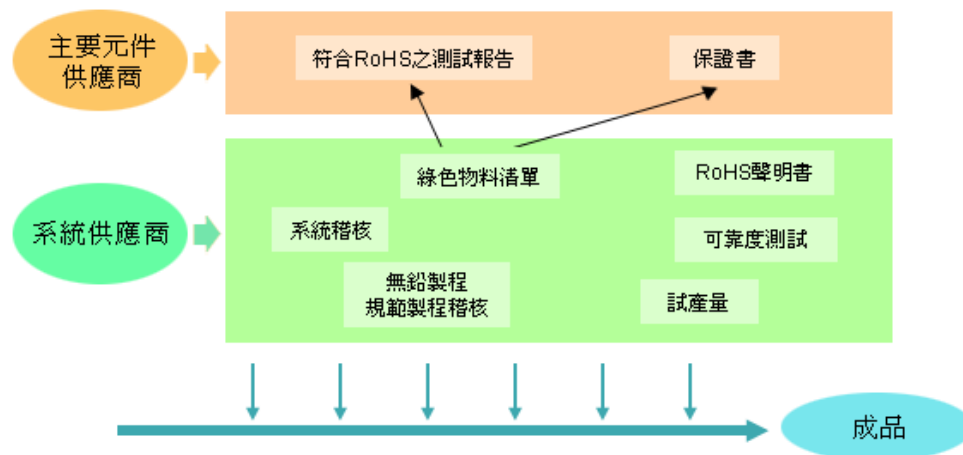 主要元件
供應商
符合RoHS之測試報告
保證書
綠色物料清單
RoHS聲明書
系統供應商
系統稽核
可靠度測試
無鉛製程
規範製程稽核
試產量
成品